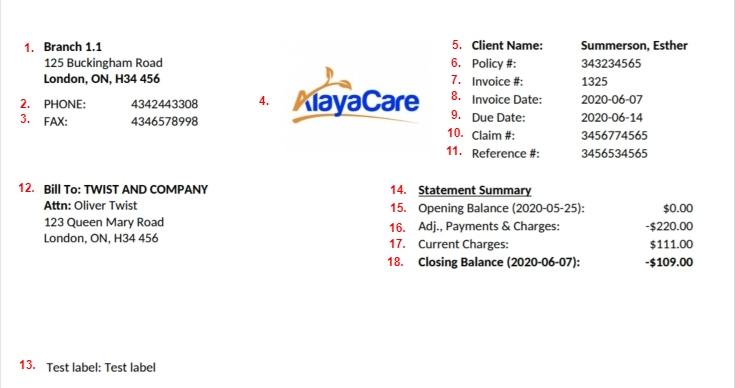 1. Branch 1.1
125 Buckingham Road
London, ON, H34 456
2. PHONE: 4342443308
3. FAX: 4346578998
4. AlayaCare
5. Client Name: Summerson, Esther
6. Policy #: 343234565
7. Invoice #: 1325
8. Invoice Date: 2020-06-07
9. Due Date: 2020-06-14
10. Claim #: 3456774565
11. Reference #: 3456534565
12. Bill To: TWIST AND COMPANY
Attn: Oliver Twist
123 Queen Mary Road
London, ON, H34 456
14. Statement Summary
15. Opening Balance (2020-05-25): $0.00
16. Adj., Payments & Charges: -$220.00
17. Current Charges: $111.00
18. Closing Balance (2020-06-07): -$109.00
13. Test label: Test label